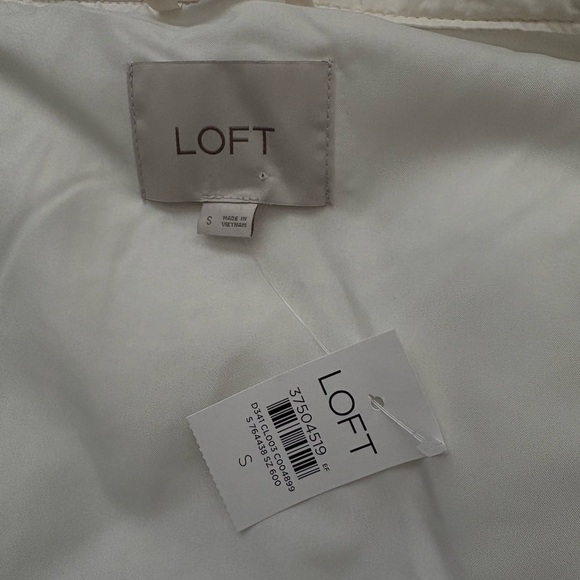 LOFT
S
MADE IN
VIETNAM
LOFT
37504519 EF
D341 CL003 C004899
S 764438 SZ 600
S